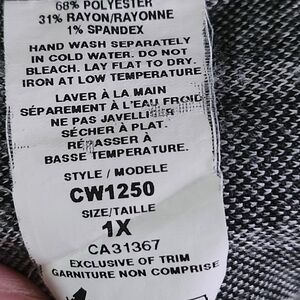 68% POLYESTER
31% RAYON/RAYONNE
1% SPANDEX
HAND WASH SEPARATELY
IN COLD WATER. DO NOT
BLEACH. LAY FLAT TO DRY.
IRON AT LOW TEMPERATURE
LAVER À LA MAIN
SÉPAREMENT À L'EAU FROID
NE PAS JAVELLISER
SÉCHER À PLAT.
REPASSER À
BASSE TEMPERATURE.
STYLE / MODELE
CW1250
SIZE/TAILLE
1X
CA31367
EXCLUSIVE OF TRIM
GARNITURE NON COMPRISE